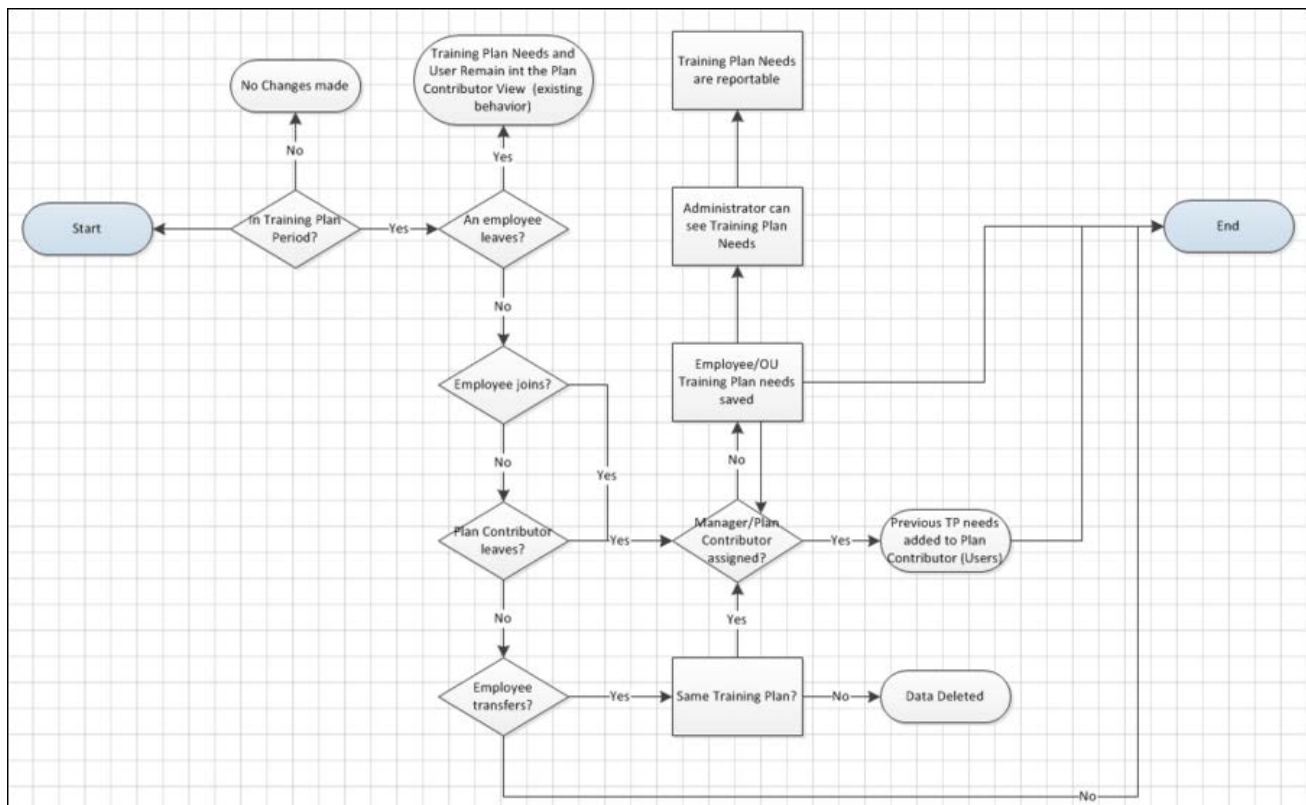 No Changes made
Training Plan Needs and
User Remain int the Plan
Contributor View (existing
behavior)
Training Plan Needs
are reportable
No
Yes
Start
In Training Plan
Period?
Yes
An employee
leaves?
Administrator can
see Training Plan
Needs
End
No
Employee joins?
Employee/OU
Training Plan needs
saved
No
Yes
No
Plan Contributor
leaves?
Yes
Manager/Plan
Contributor
assigned?
Yes
Previous TP needs
added to Plan
Contributor (Users)
No
Yes
Employee
transfers?
Yes
Same Training Plan?
No
Data Deleted
No